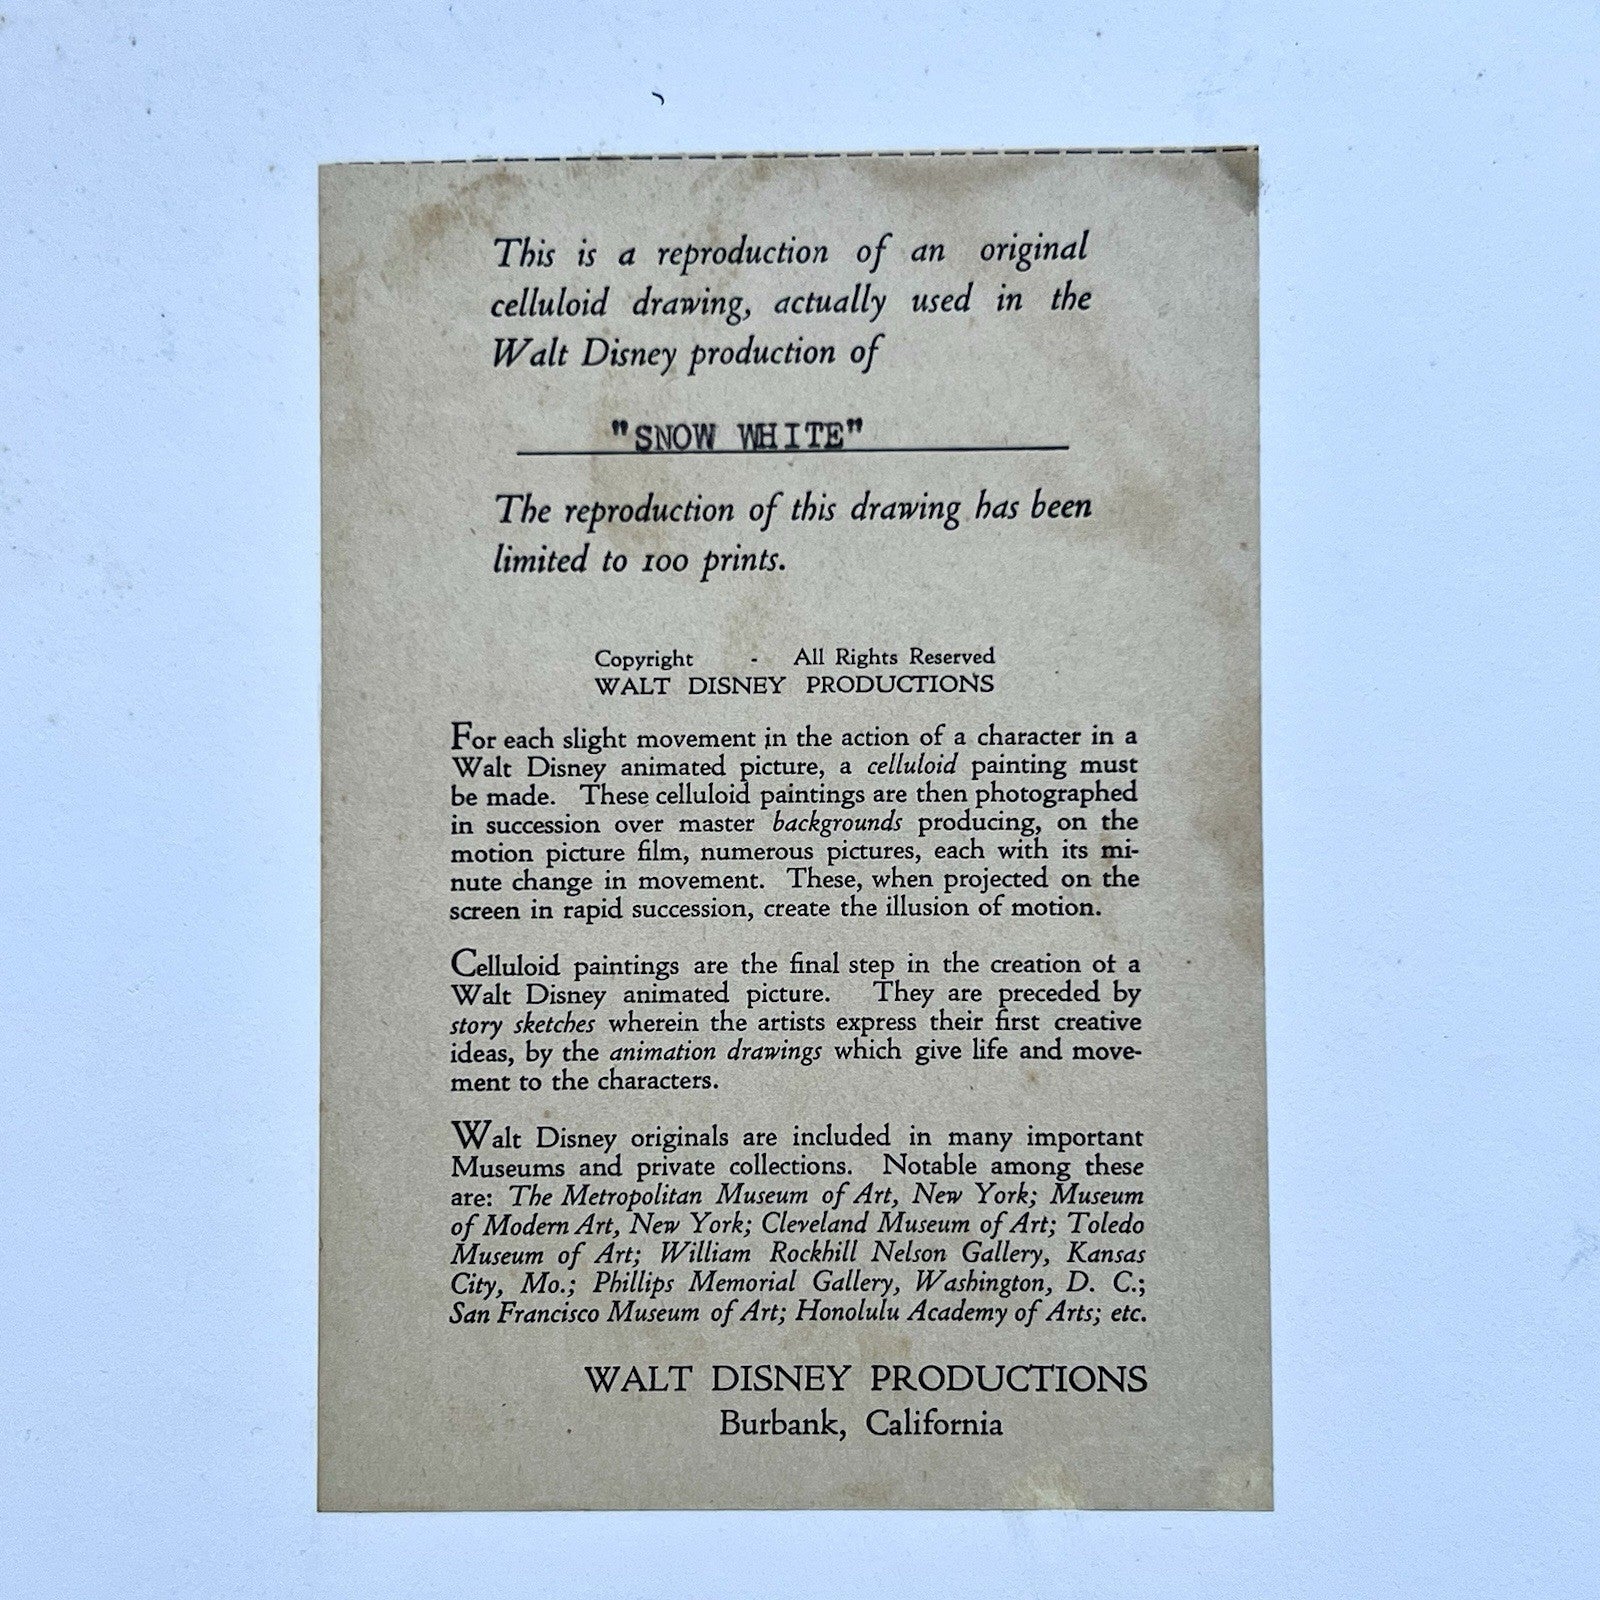 This is a reproduction of an original
celluloid drawing, actually used in the
Walt Disney production of
"SNOW WHITE"
The reproduction of this drawing has been
limited to 100 prints.
Copyright - All Rights Reserved
WALT DISNEY PRODUCTIONS
For each slight movement in the action of a character in a
Walt Disney animated picture, a celluloid painting must
be made. These celluloid paintings are then photographed
in succession over master backgrounds producing, on the
motion picture film, numerous pictures, each with its mi-
nute change in movement. These, when projected on the
screen in rapid succession, create the illusion of motion.
Celluloid paintings are the final step in the creation of a
Walt Disney animated picture. They are preceded by
story sketches wherein the artists express their first creative
ideas, by the animation drawings which give life and move-
ment to the characters.
Walt Disney originals are included in many important
Museums and private collections. Notable among these
are: The Metropolitan Museum of Art, New York; Museum
of Modern Art, New York; Cleveland Museum of Art; Toledo
Museum of Art; William Rockhill Nelson Gallery, Kansas
City, Mo.; Phillips Memorial Gallery, Washington, D. C.;
San Francisco Museum of Art; Honolulu Academy of Arts; etc.
WALT DISNEY PRODUCTIONS
Burbank, California